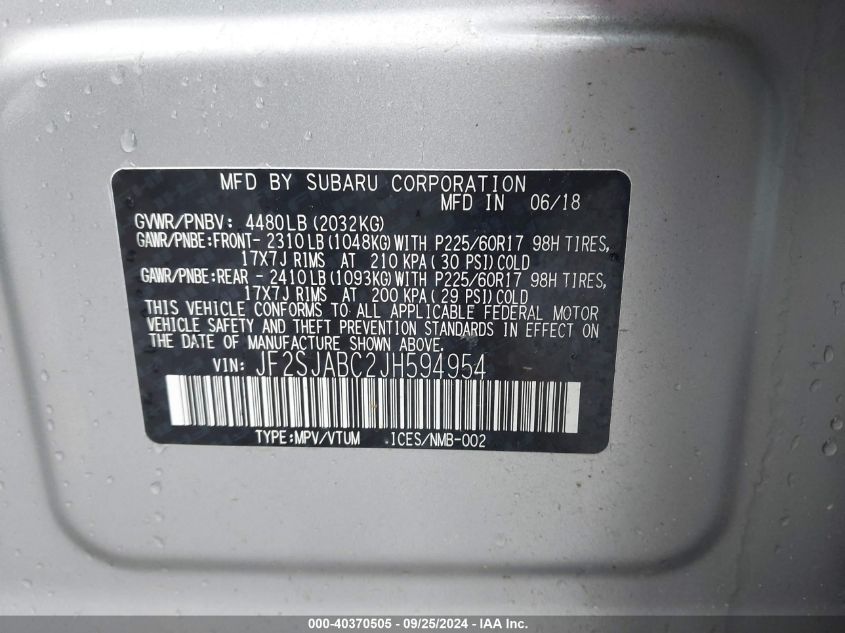 MFD BY SUBARU CORPORATION
MFD IN 06/18
GVWR/PNBV: 4480LB (2032KG)
GAWR/PNBE:FRONT- 2310LB(1048KG)WITH P225/60R17 98H TIRES,
17X7J RIMS AT 210 KPA(30 PSI)COLD
GAWR/PNBE:REAR - 2410LB(1093KG)WITH P225/60R17 98H TIRES,
17X7J RIMS AT 200 KPA(29 PSI)COLD
THIS VEHICLE CONFORMS TO ALL APPLICABLE FEDERAL MOTOR
VEHICLE SAFETY AND THEFT PREVENTION STANDARDS IN EFFECT ON
THE DATE OF MANUFACTURE SHOWN ABOVE.
VIN: JF2SJABC2JH594954
TYPE:MPV/VTUM .ICES/NMB-002
000-40370505 - 09/25/2024 - IAA Inc.